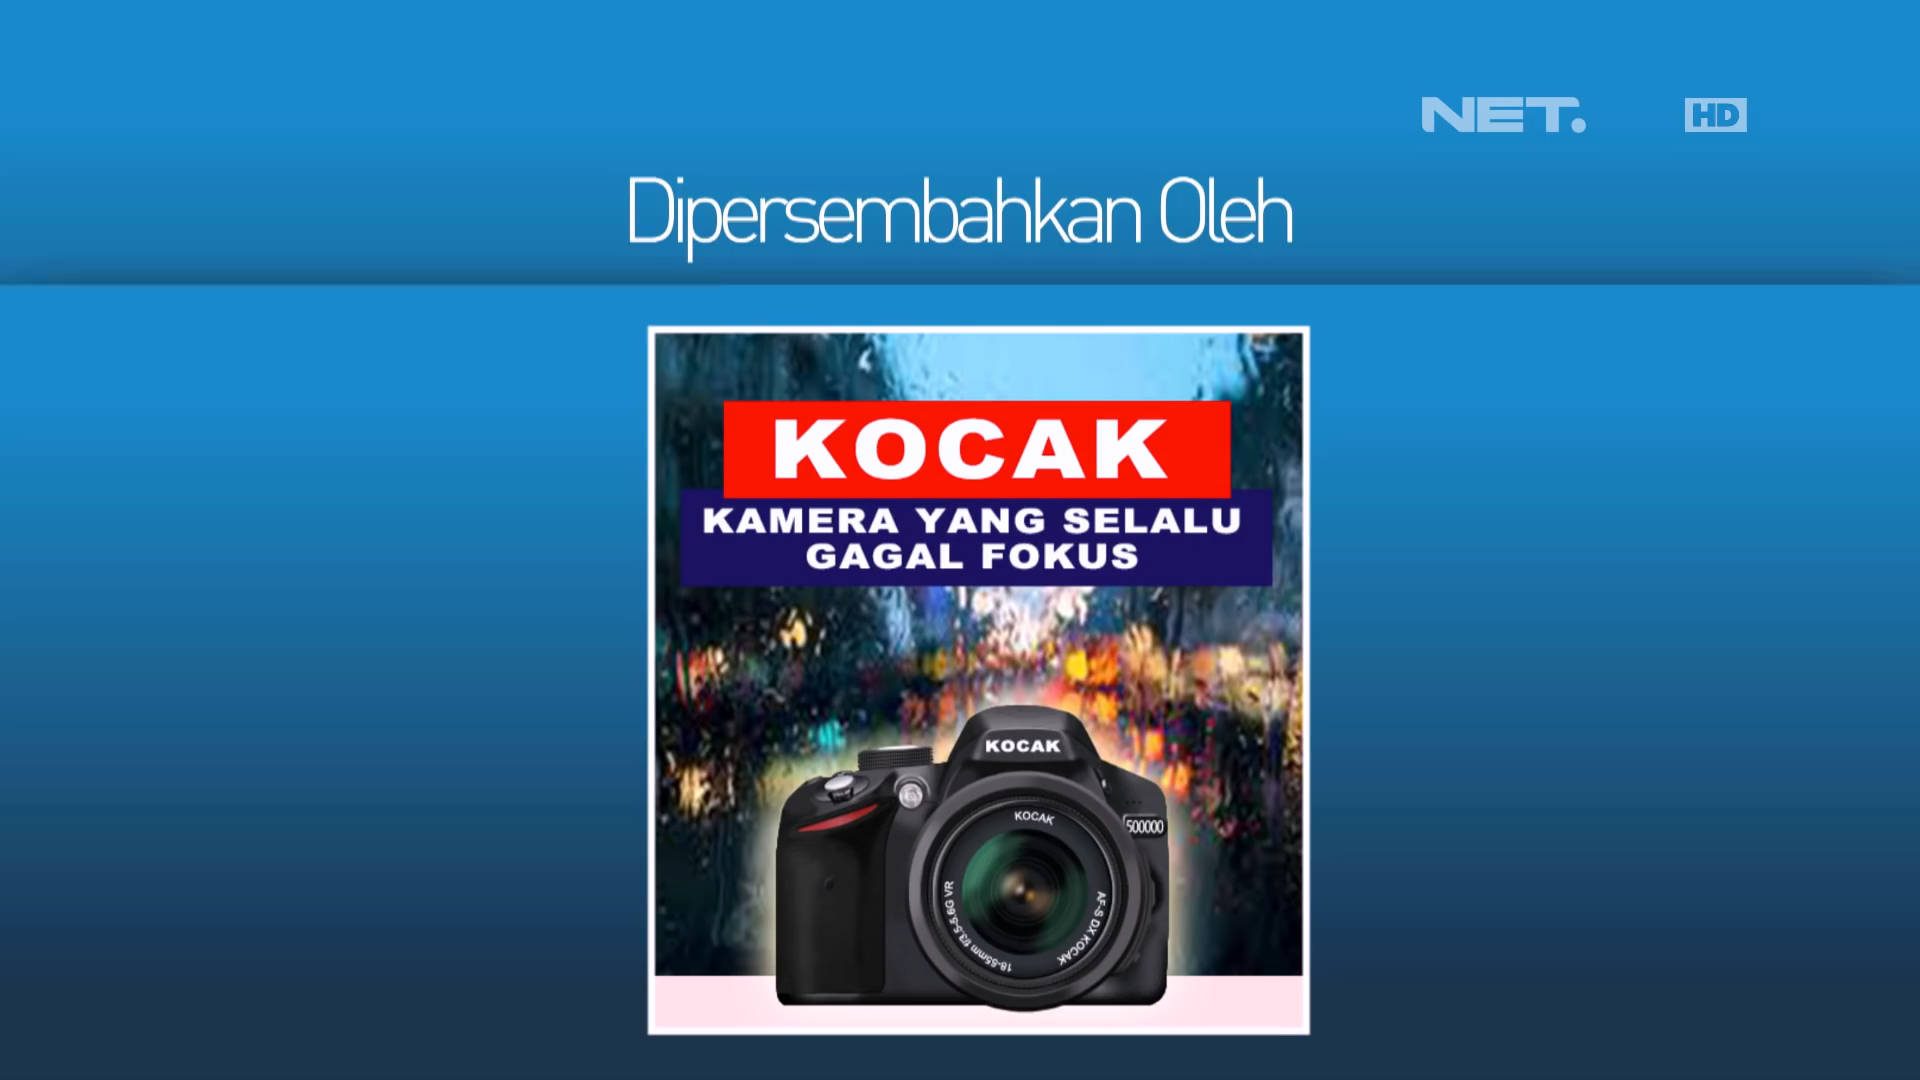 NET. HD
Dipersembahkan Oleh
KOCAK
KAMERA YANG SELALU
GAGAL FOKUS
KOCAK
KOCAK
500000
18-55mm f/3.5-5.6G VR
AF-S DX KOCAK